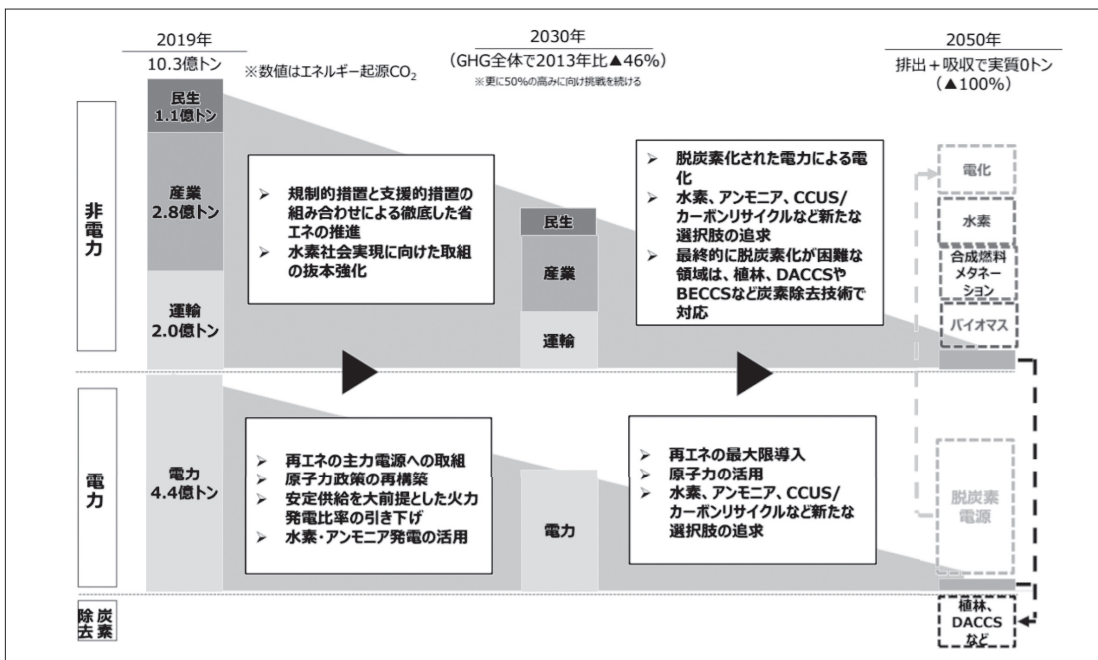 2019年
10.3億トン
※数値はエネルギー起源CO₂
2030年
(GHG全体で2013年比▲46%)
※更に50%の高みに向け挑戦を続ける
2050年
排出+吸収で実質0トン
(▲100%)
非電力
民生
1.1億トン
産業
2.8億トン
運輸
2.0億トン
➢ 規制的措置と支援的措置の
組み合わせによる徹底した省
エネの推進
➢ 水素社会実現に向けた取組
の抜本強化
民生
産業
運輸
➢ 脱炭素化された電力による電
化
➢ 水素、アンモニア、CCUS/
カーボンリサイクルなど新たな
選択肢の追求
➢ 最終的に脱炭素化が困難な
領域は、植林、DACCSや
BECCSなど炭素除去技術で
対応
電化
水素
合成燃料
メタネー
ション
バイオマス
電力
電力
4.4億トン
➢ 再エネの主力電源への取組
➢ 原子力政策の再構築
➢ 安定供給を大前提とした火力
発電比率の引き下げ
➢ 水素・アンモニア発電の活用
電力
➢ 再エネの最大限導入
➢ 原子力の活用
➢ 水素、アンモニア、CCUS/
カーボンリサイクルなど新たな
選択肢の追求
脱炭素
電源
炭素
除去
植林、
DACCS
など